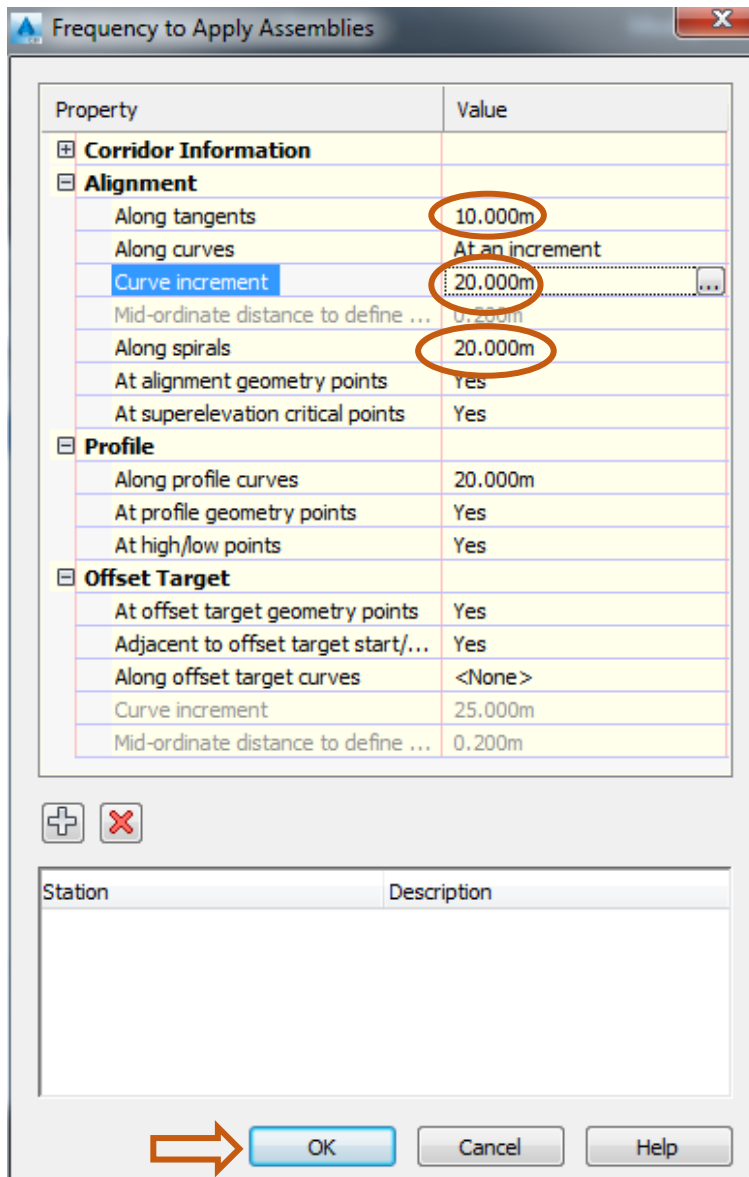 Frequency to Apply Assemblies
Property Value
Corridor Information
Alignment
Along tangents 10.000m
Along curves At an increment
Curve increment 20.000m ...
Mid-ordinate distance to define ... 0.200m
Along spirals 20.000m
At alignment geometry points Yes
At superelevation critical points Yes
Profile
Along profile curves 20.000m
At profile geometry points Yes
At high/low points Yes
Offset Target
At offset target geometry points Yes
Adjacent to offset target start/... Yes
Along offset target curves <None>
Curve increment 25.000m
Mid-ordinate distance to define ... 0.200m
Station Description
OK Cancel Help